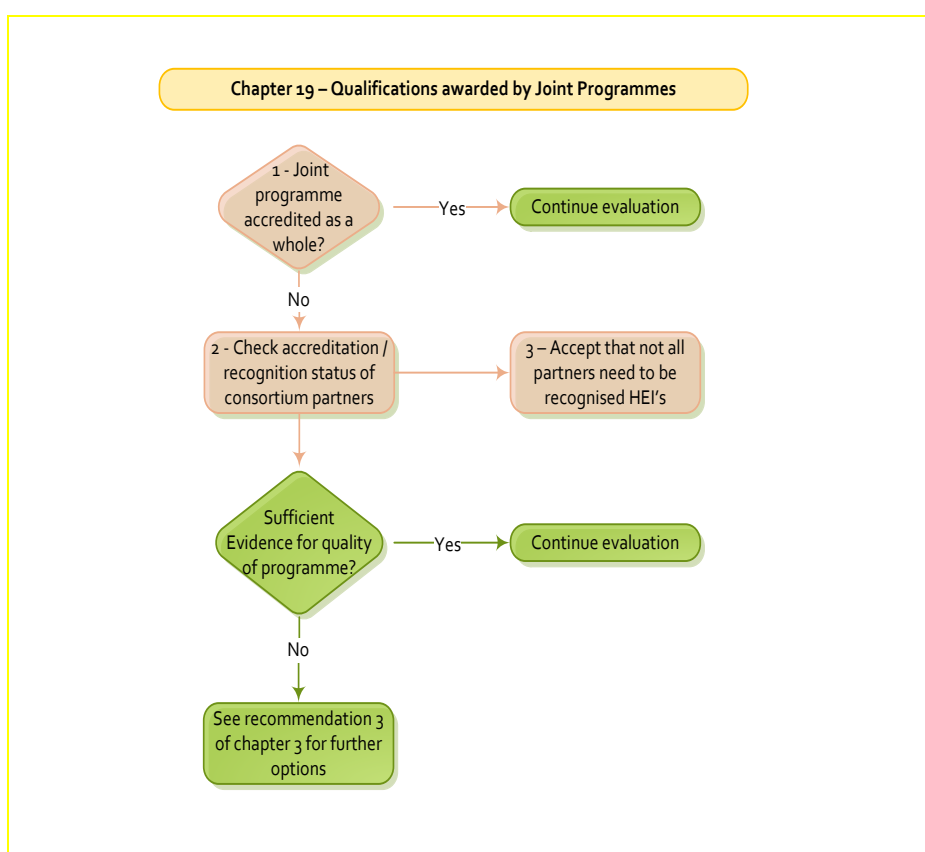 Chapter 19 – Qualifications awarded by Joint Programmes
1 - Joint
programme
accredited as a
whole?
Yes
Continue evaluation
No
2 - Check accreditation /
recognition status of
consortium partners
3 – Accept that not all
partners need to be
recognised HEI's
Sufficient
Evidence for quality
of programme?
Yes
Continue evaluation
No
See recommendation 3
of chapter 3 for further
options